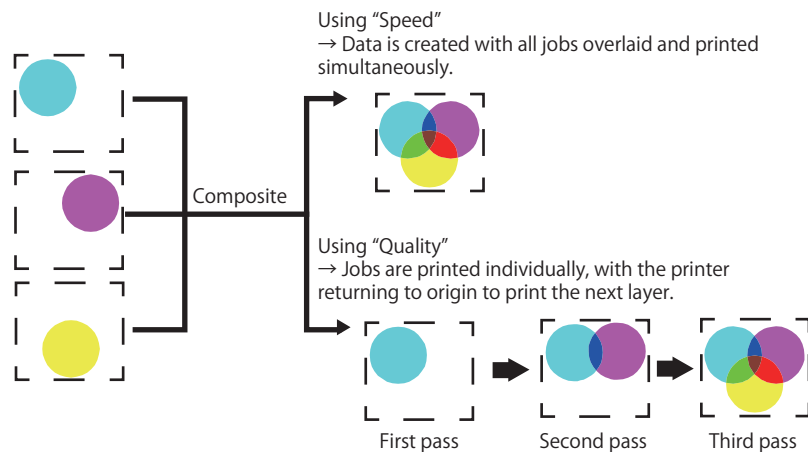 Using “Speed”
→ Data is created with all jobs overlaid and printed
simultaneously.
Composite
Using “Quality”
→ Jobs are printed individually, with the printer
returning to origin to print the next layer.
First pass
Second pass
Third pass